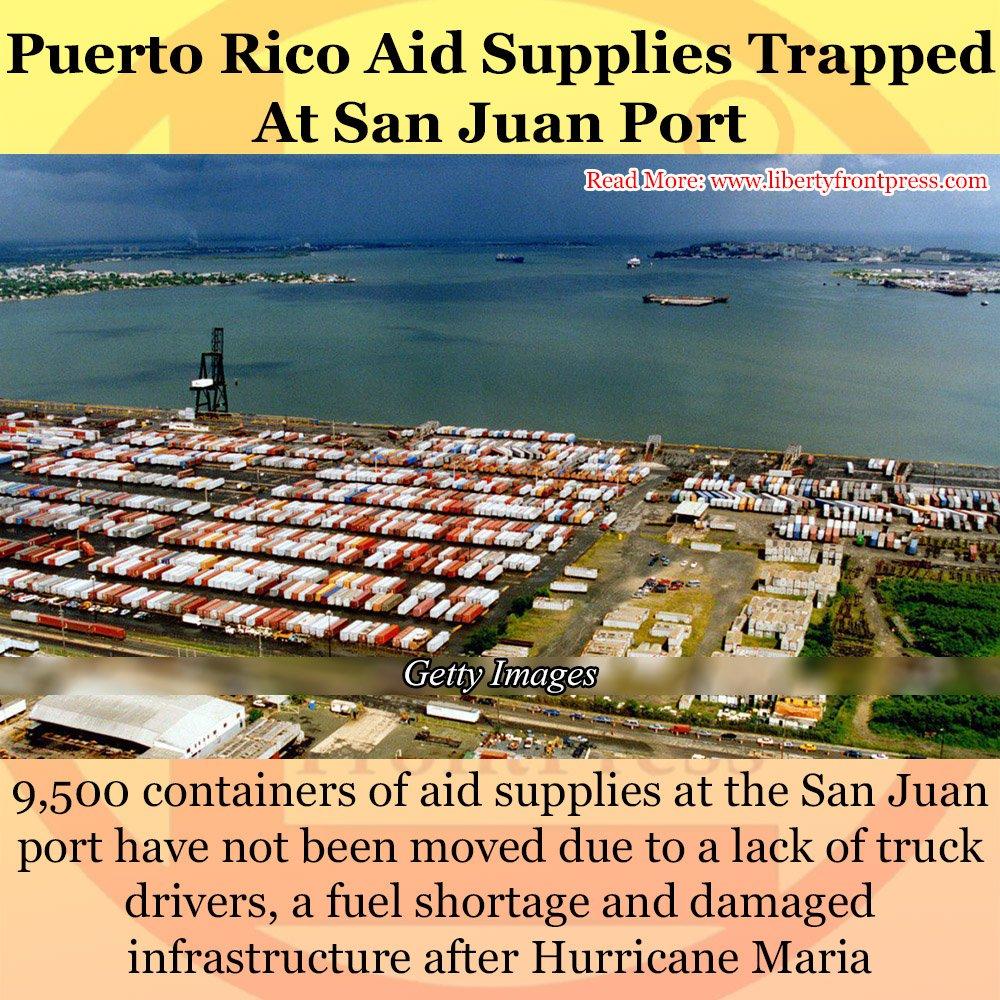 Puerto Rico Aid Supplies Trapped
At San Juan Port
Read More: www.libertyfrontpress.com
Getty Images
9,500 containers of aid supplies at the San Juan
port have not been moved due to a lack of truck
drivers, a fuel shortage and damaged
infrastructure after Hurricane Maria